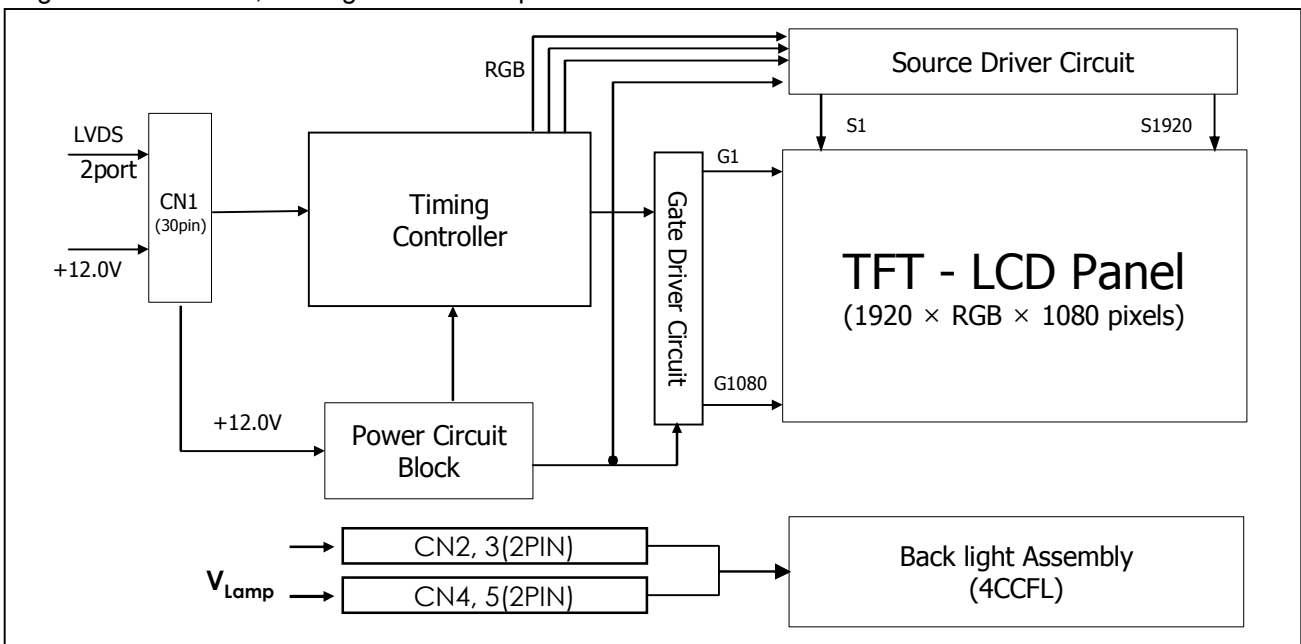 RGB
Source Driver Circuit
S1
S1920
LVDS
2port
CN1
(30pin)
+12.0V
Timing
Controller
G1
Gate Driver Circuit
G1080
TFT - LCD Panel
(1920 × RGB × 1080 pixels)
+12.0V
Power Circuit
Block
CN2, 3(2PIN)
V Lamp
CN4, 5(2PIN)
Back light Assembly
(4CCFL)